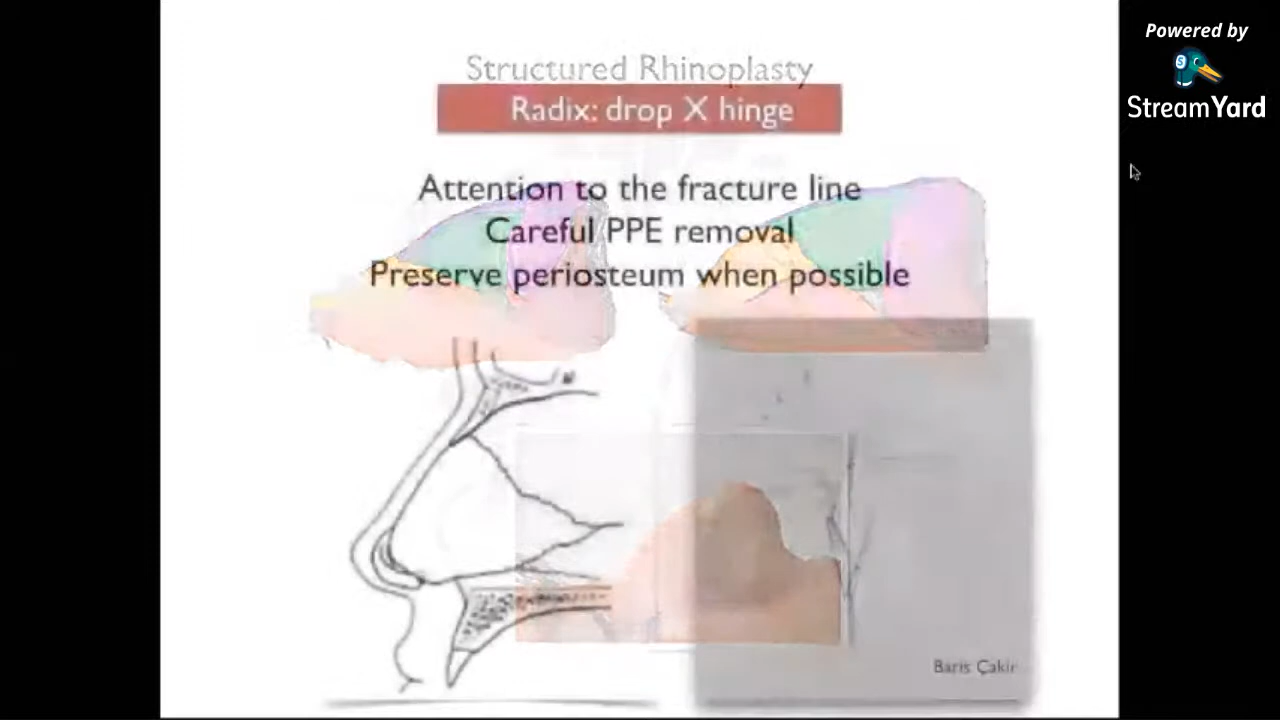 Powered by
StreamYard
Structured Rhinoplasty
Radix: drop X hinge
Attention to the fracture line
Careful PPE removal
Preserve periosteum when possible
Baris Çakir